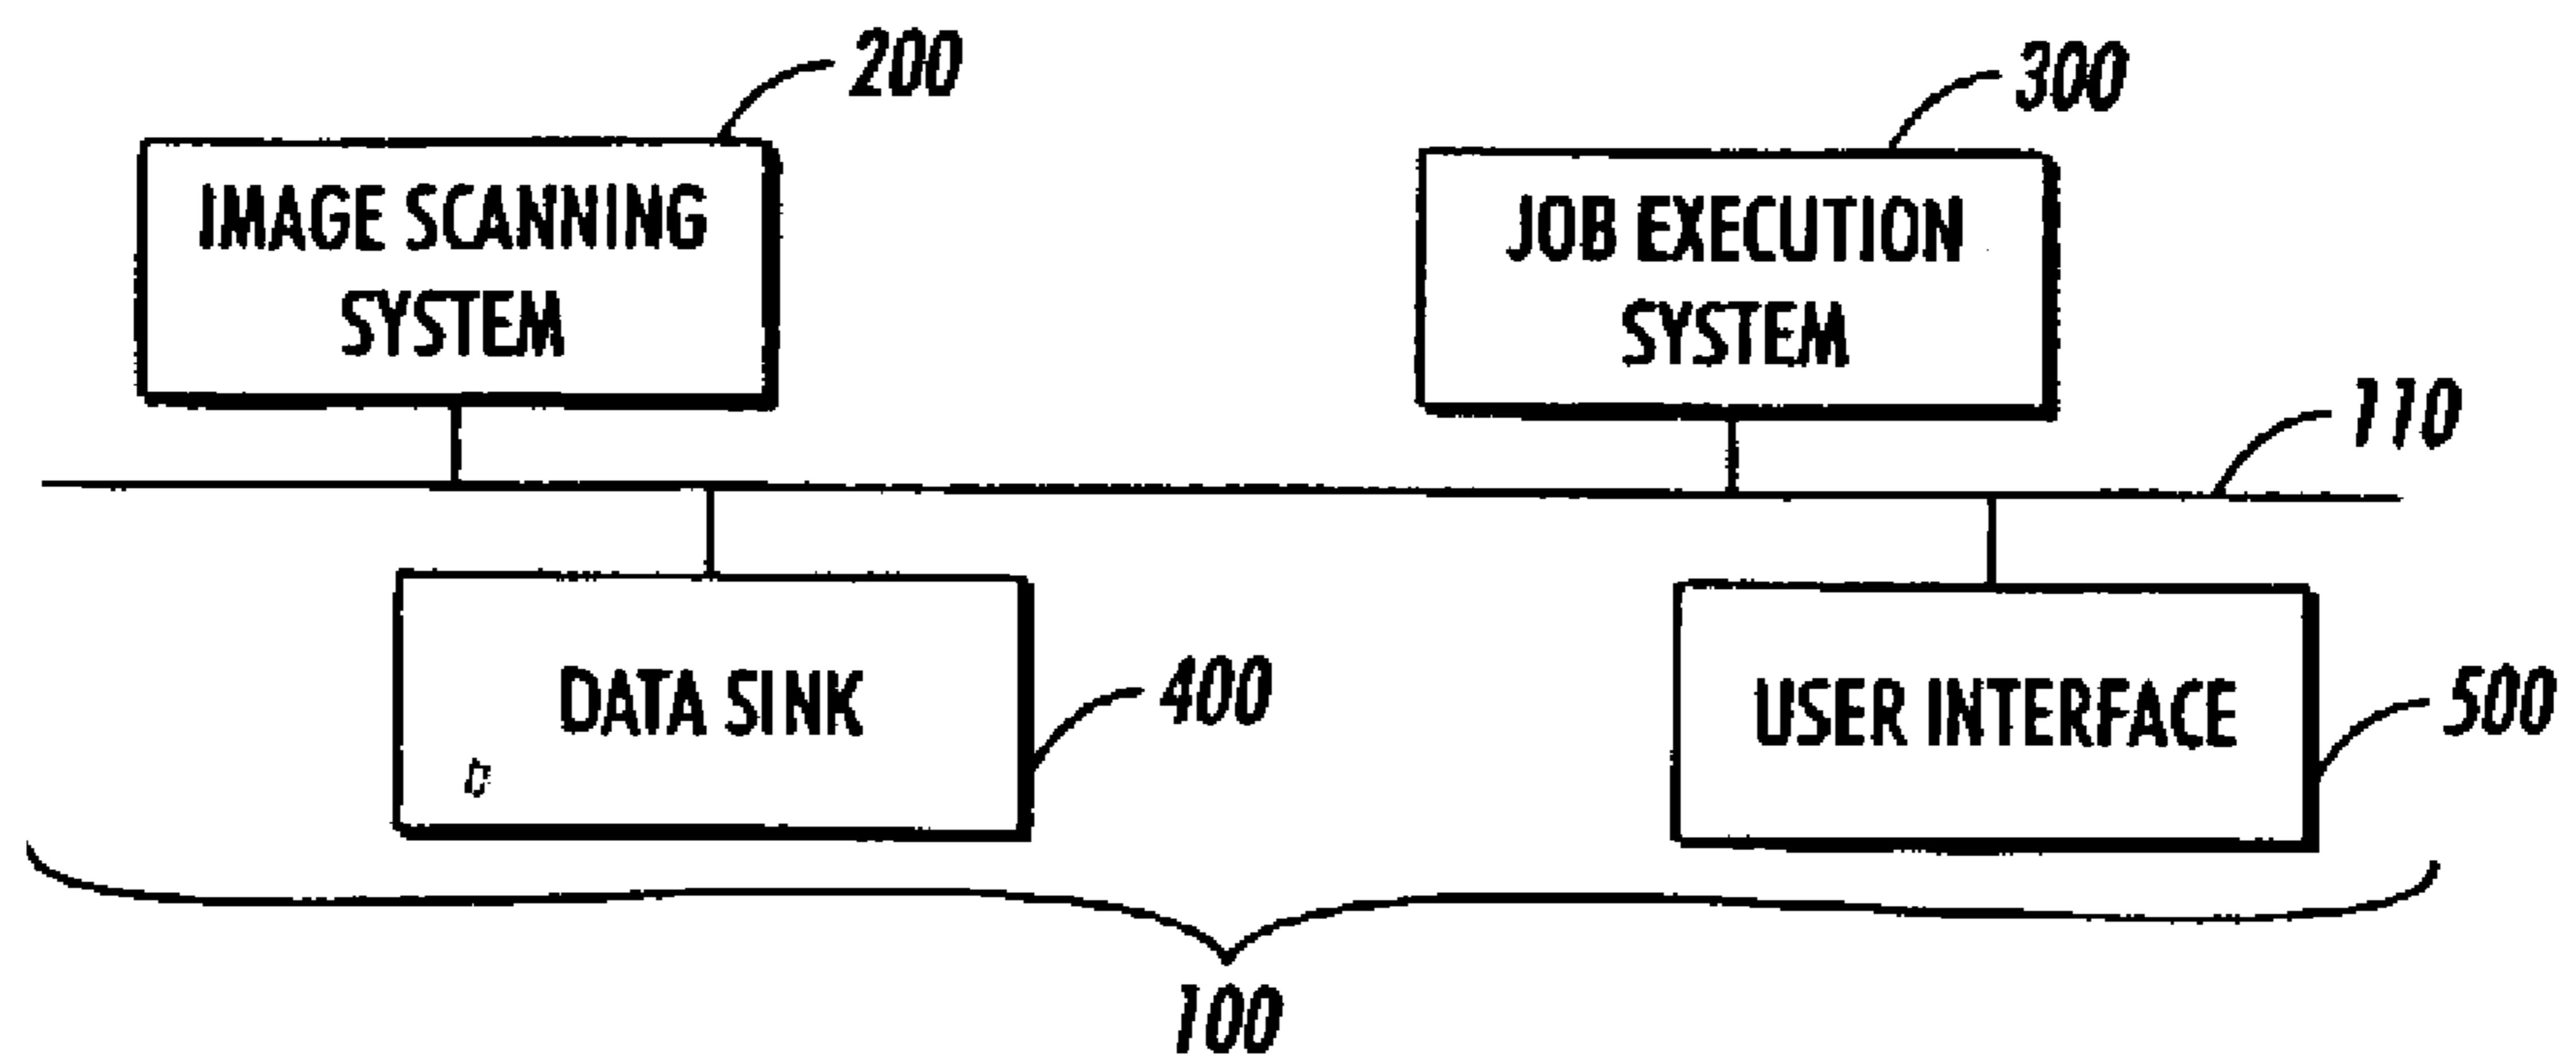 200
300
IMAGE SCANNING
SYSTEM
JOB EXECUTION
SYSTEM
110
DATA SINK
400
USER INTERFACE
500
100